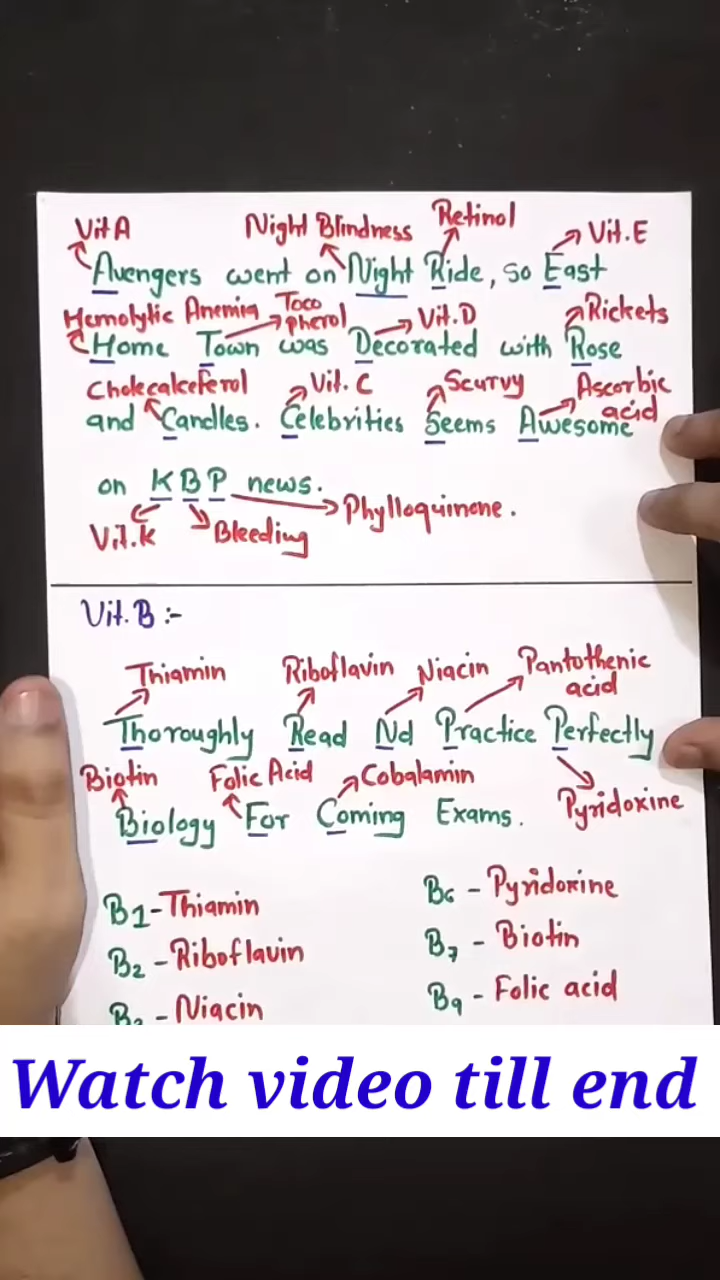 Vit A Night Blindness Retinol Vit. E
Avengers went on Night Ride, so East
Hemolytic Anemia Toco pherol Vit. D Rickets
Home Town was Decorated with Rose
Cholecalceferol Vit. C Scurvy Ascorbic acid
and Candles. Celebrities Seems Awesome
on KBP news.
Vit. K Bleeding Phylloquinone.
Vit. B :-
Thiamin Riboflavin Niacin Pantothenic acid
Thoroughly Read Nd Practice Perfectly
Biotin Folic Acid Cobalamin Pyridoxine
Biology For Coming Exams.
B1 - Thiamin
B2 - Riboflavin
B3 - Niacin
B6 - Pyridoxine
B7 - Biotin
B9 - Folic acid
Watch video till end